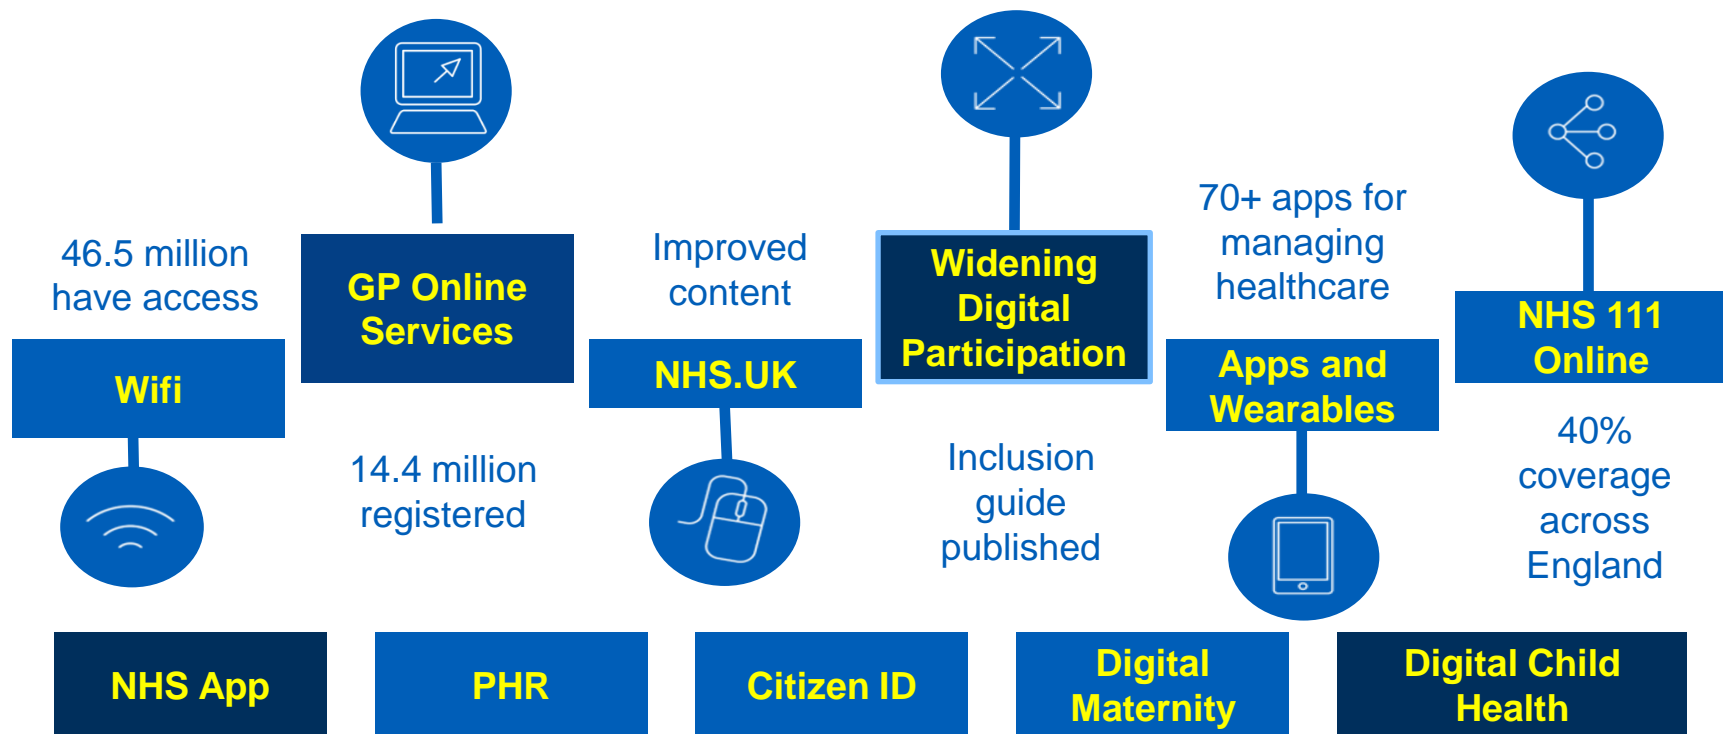 46.5 million
have access
Wifi
GP Online
Services
14.4 million
registered
Improved
content
NHS.UK
Widening
Digital
Participation
Inclusion
guide
published
70+ apps for
managing
healthcare
Apps and
Wearables
NHS 111
Online
40%
coverage
across
England
NHS App
PHR
Citizen ID
Digital
Maternity
Digital Child
Health